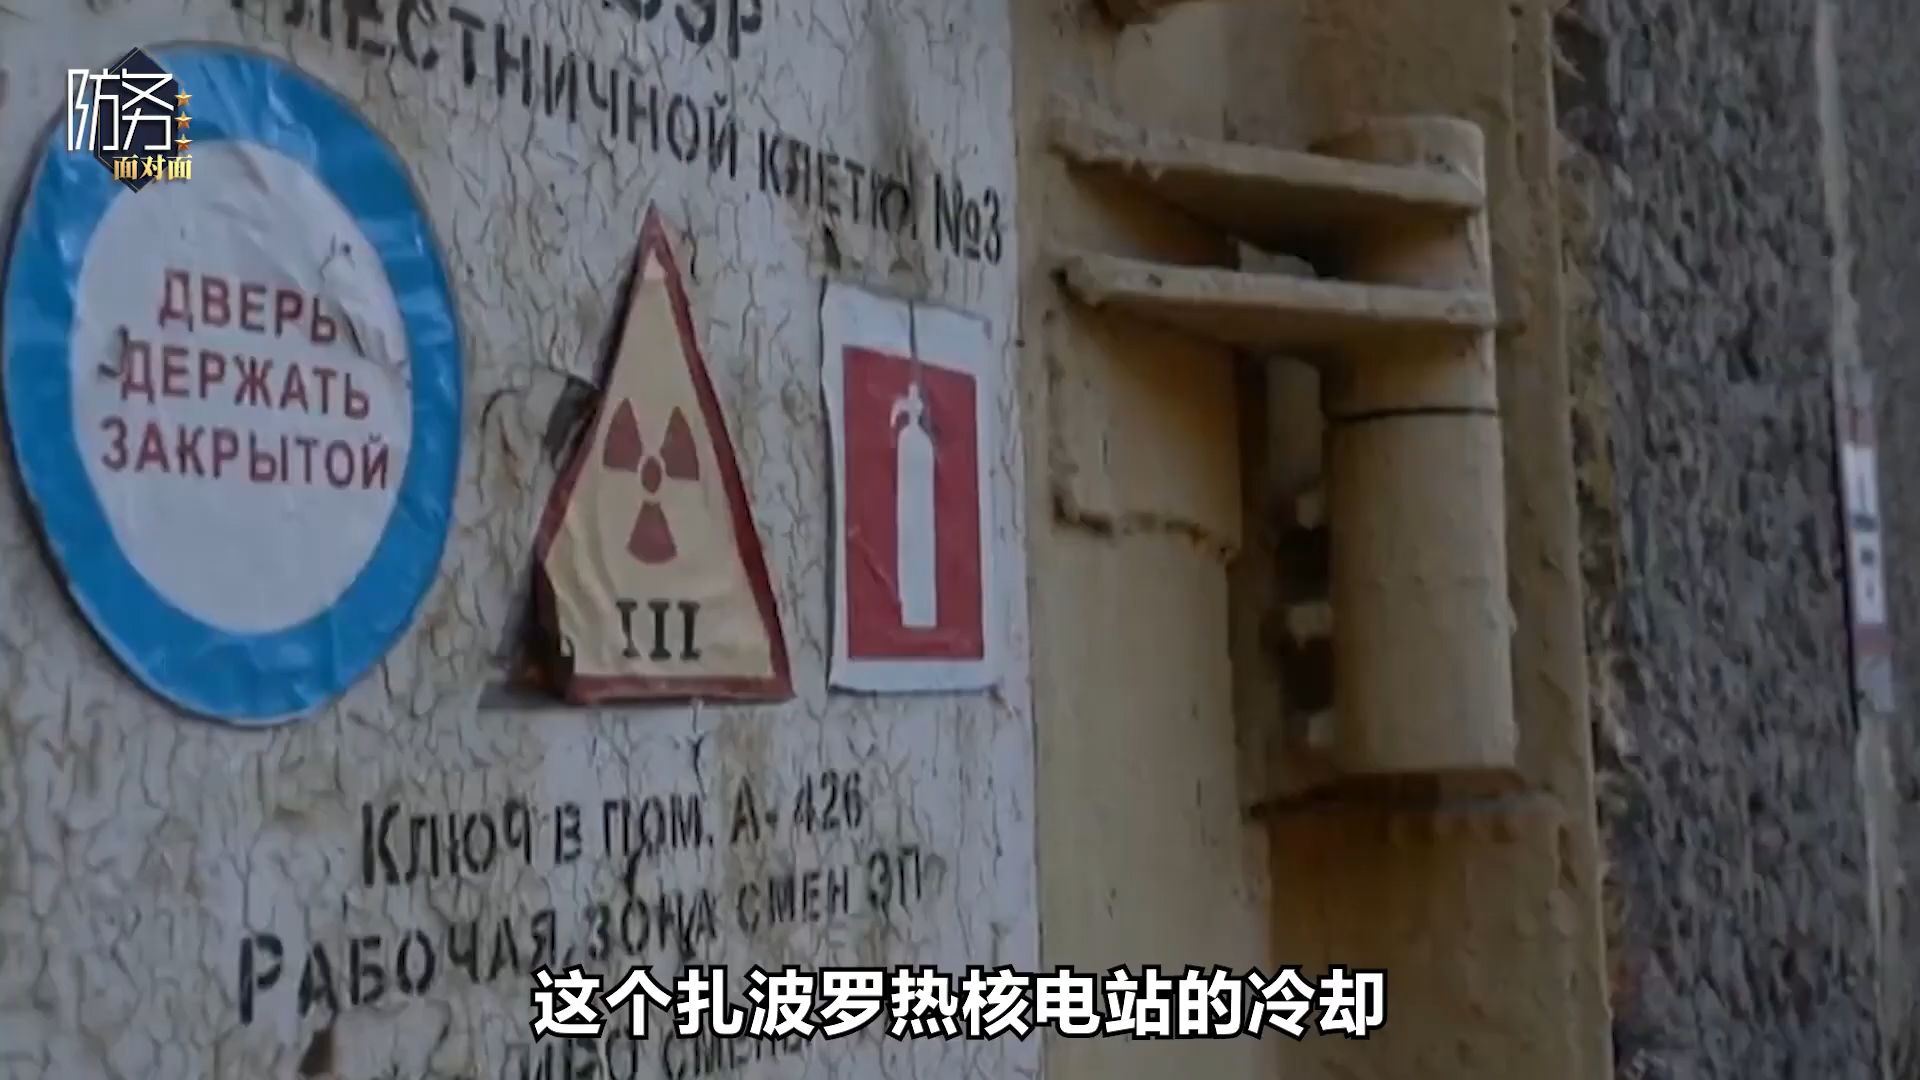 防务
面对面
ЛЕСТНИЧНОЙ КЛЕТКИ №3
ДВЕРЬ
ДЕРЖАТЬ
ЗАКРЫТОЙ
III
Ключ в пом. А-426
РАБОЧАЯ ЗОНА СМЕН ЭП
这个扎波罗热核电站的冷却